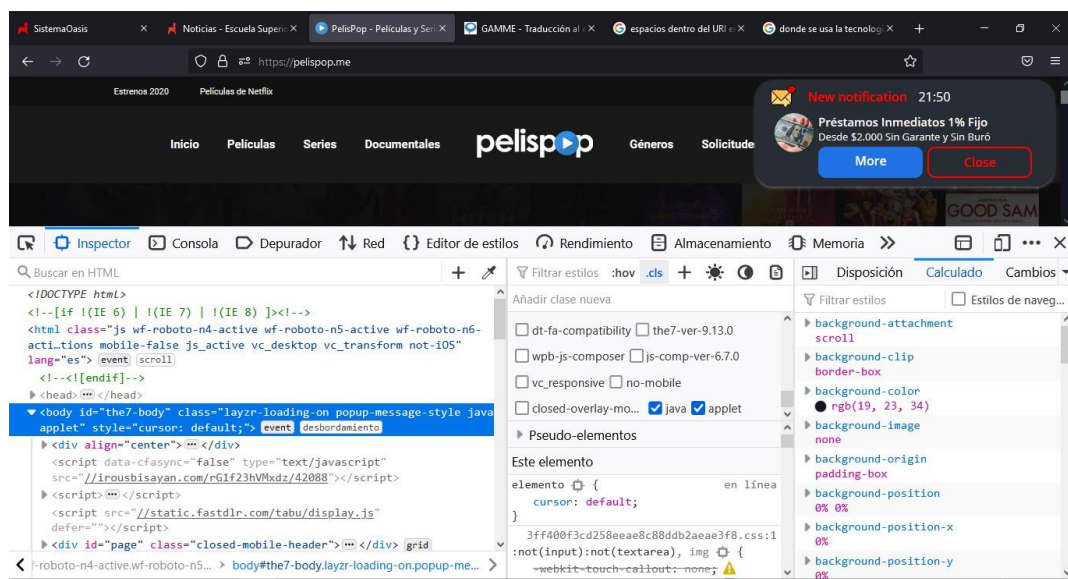 SistemaOasis
Noticias - Escuela Superio
PelisPop - Películas y Seri
GAMME - Traducción al e
espacios dentro del URI e
donde se usa la tecnolog
https://pelispop.me
Estrenos 2020 Películas de Netflix
New notification 21:50
Préstamos Inmediatos 1% Fijo
Desde $2.000 Sin Garante y Sin Buró
More Close
Inicio Películas Series Documentales pelispop Géneros Solicitude
GOOD SAM
Inspector Consola Depurador Red {} Editor de estilos Rendimiento Almacenamiento Memoria
Buscar en HTML
<!DOCTYPE html>
<!--[if !(IE 6) | !(IE 7) | !(IE 8) ]><!-->
<html class="js wf-roboto-n4-active wf-roboto-n5-active wf-roboto-n6-
acti…tions mobile-false js_active vc_desktop vc_transform not-iOS"
lang="es"> event scroll
<!--<![endif]-->
<head> ••• </head>
<body id="the7-body" class="layzr-loading-on popup-message-style java
applet" style="cursor: default;"> event desbordamiento
<div align="center"> ••• </div>
<script data-cfasync="false" type="text/javascript"
src="//irousbisayan.com/rG1f23hVMxdz/42088"></script>
<script> ••• </script>
<script src="//static.fastdlr.com/tabu/display.js"
defer=""></script>
<div id="page" class="closed-mobile-header"> ••• </div> grid
f-roboto-n4-active.wf-roboto-n5… > body#the7-body.layzr-loading-on.popup-me…
Filtrar estilos :hov .cls +
Añadir clase nueva
dt-fa-compatibility the7-ver-9.13.0
wpb-js-composer js-comp-ver-6.7.0
vc_responsive no-mobile
closed-overlay-mo… java applet
Pseudo-elementos
Este elemento
elemento { en línea
cursor: default;
}
3ff400f3cd258eeae8c88ddb2aeae3f8.css:1
:not(input):not(textarea), img {
-webkit-touch-callout: none;
Disposición Calculado Cambios
Filtrar estilos Estilos de naveg…
background-attachment
scroll
background-clip
border-box
background-color
rgb(19, 23, 34)
background-image
none
background-origin
padding-box
background-position
0% 0%
background-position-x
0%
background-position-y
0%